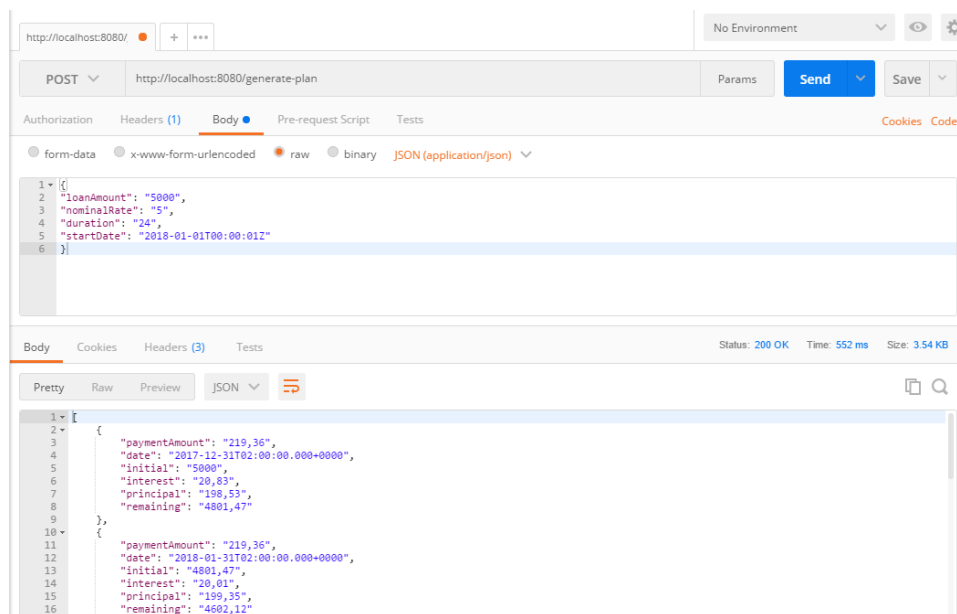 http://localhost:8080/
+
•••
No Environment
POST
http://localhost:8080/generate-plan
Params
Send
Save
Authorization
Headers (1)
Body
Pre-request Script
Tests
Cookies
Code
form-data
x-www-form-urlencoded
raw
binary
JSON (application/json)
1 {
2 "loanAmount": "5000",
3 "nominalRate": "5",
4 "duration": "24",
5 "startDate": "2018-01-01T00:00:01Z"
6 }
Body
Cookies
Headers (3)
Tests
Status: 200 OK
Time: 552 ms
Size: 3.54 KB
Pretty
Raw
Preview
JSON
1 [
2 {
3 "paymentAmount": "219,36",
4 "date": "2017-12-31T02:00:00.000+0000",
5 "initial": "5000",
6 "interest": "20,83",
7 "principal": "198,53",
8 "remaining": "4801,47"
9 },
10 {
11 "paymentAmount": "219,36",
12 "date": "2018-01-31T02:00:00.000+0000",
13 "initial": "4801,47",
14 "interest": "20,01",
15 "principal": "199,35",
16 "remaining": "4602,12"